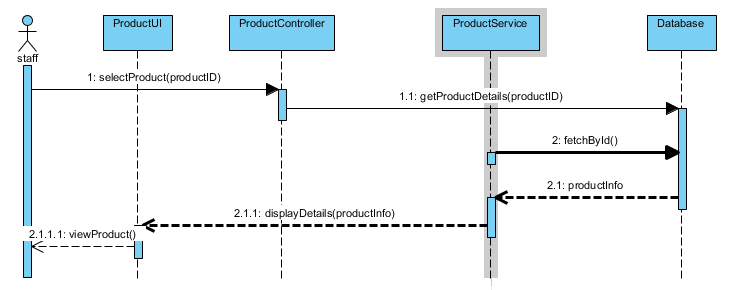 ProductUI
ProductController
ProductService
Database
staff
1: selectProduct(productID)
1.1: getProductDetails(productID)
2: fetchById()
2.1: productInfo
2.1.1: displayDetails(productInfo)
2.1.1.1: viewProduct()